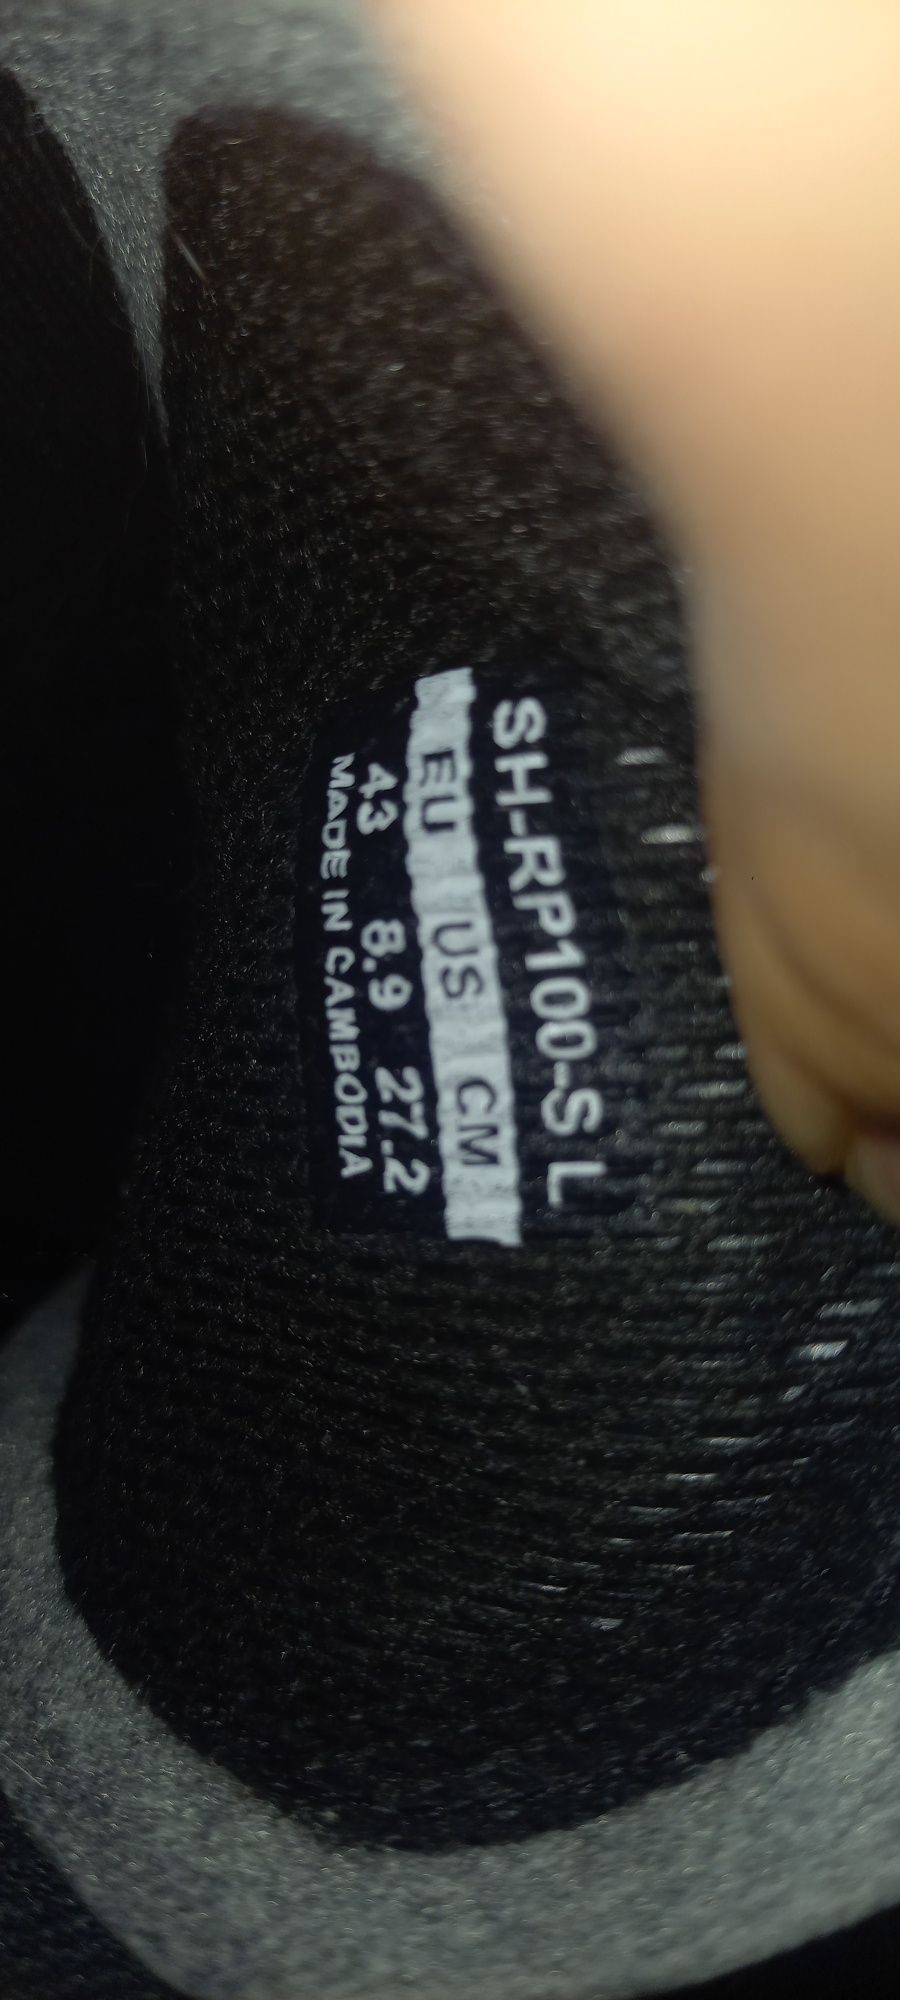 SH-RP100-S L
EU US CM
43 8.9 27.2
MADE IN CAMBODIA